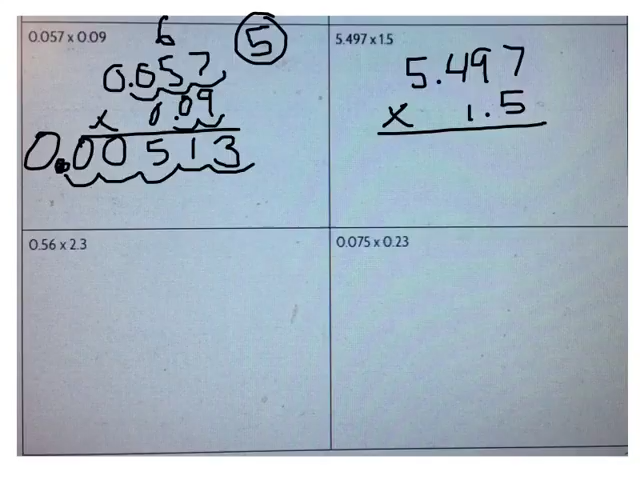 0.057 x 0.09
6
5
0.057
x 0.09
0.00513
5.497 x 1.5
5.497
x 1.5
0.56 x 2.3
0.075 x 0.23